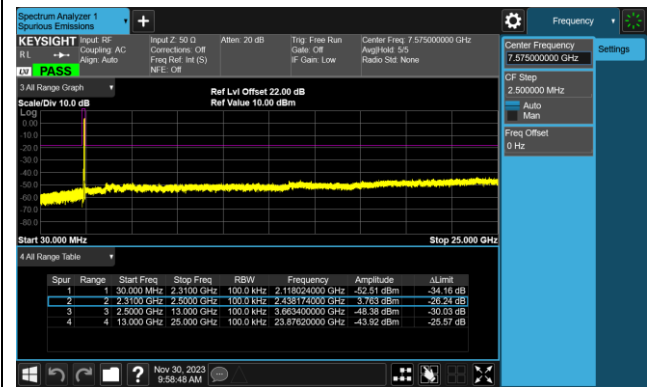 Spectrum Analyzer 1
Spurious Emissions
Frequency
KEYSIGHT Input: RF
RL Coupling: AC
Align: Auto
LXI PASS
Input Z: 50 Ω
Corrections: Off
Freq Ref: Int (S)
NFE: Off
Atten: 20 dB
Trig: Free Run
Gate: Off
IF Gain: Low
Center Freq: 7.575000000 GHz
Avg|Hold: 5/5
Radio Std: None
Center Frequency
7.575000000 GHz
Settings
CF Step
2.500000 MHz
Auto
Man
Freq Offset
0 Hz
3 All Range Graph
Scale/Div 10.0 dB
Ref Lvl Offset 22.00 dB
Ref Value 10.00 dBm
Log
0.00
-10.0
-20.0
-30.0
-40.0
-50.0
-60.0
-70.0
-80.0
Start 30.000 MHz
Stop 25.000 GHz
4 All Range Table
Spur Range Start Freq Stop Freq RBW Frequency Amplitude ΔLimit
1 1 30.000 MHz 2.3100 GHz 100.0 kHz 2.118024000 GHz -52.51 dBm -34.16 dB
2 2 2.3100 GHz 2.5000 GHz 100.0 kHz 2.438174000 GHz 3.763 dBm -26.24 dB
3 3 2.5000 GHz 13.000 GHz 100.0 kHz 3.663400000 GHz -48.38 dBm -30.03 dB
4 4 13.000 GHz 25.000 GHz 100.0 kHz 23.87620000 GHz -43.92 dBm -25.57 dB
Nov 30, 2023
9:58:48 AM